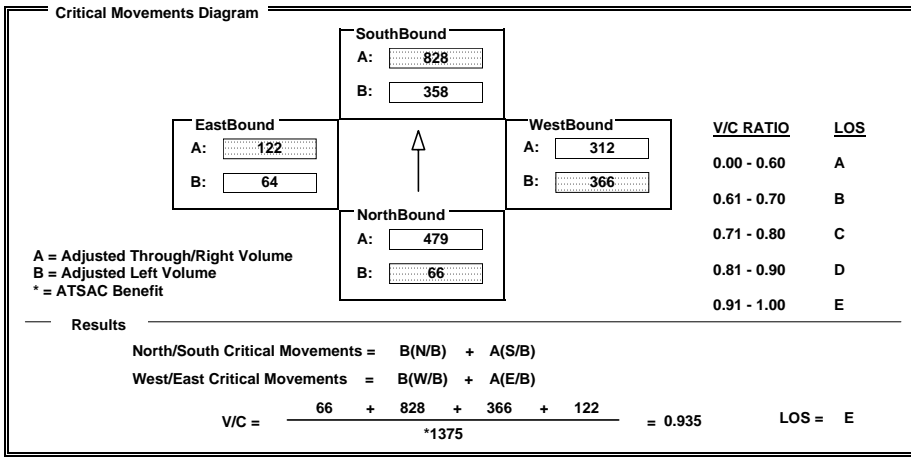 Critical Movements Diagram
SouthBound
A: 828
B: 358
EastBound
A: 122
B: 64
WestBound
A: 312
B: 366
V/C RATIO LOS
0.00 - 0.60 A
0.61 - 0.70 B
0.71 - 0.80 C
0.81 - 0.90 D
0.91 - 1.00 E
NorthBound
A: 479
B: 66
A = Adjusted Through/Right Volume
B = Adjusted Left Volume
* = ATSAC Benefit
Results
North/South Critical Movements = B(N/B) + A(S/B)
West/East Critical Movements = B(W/B) + A(E/B)
V/C = 66 + 828 + 366 + 122 = 0.935 LOS = E
*1375